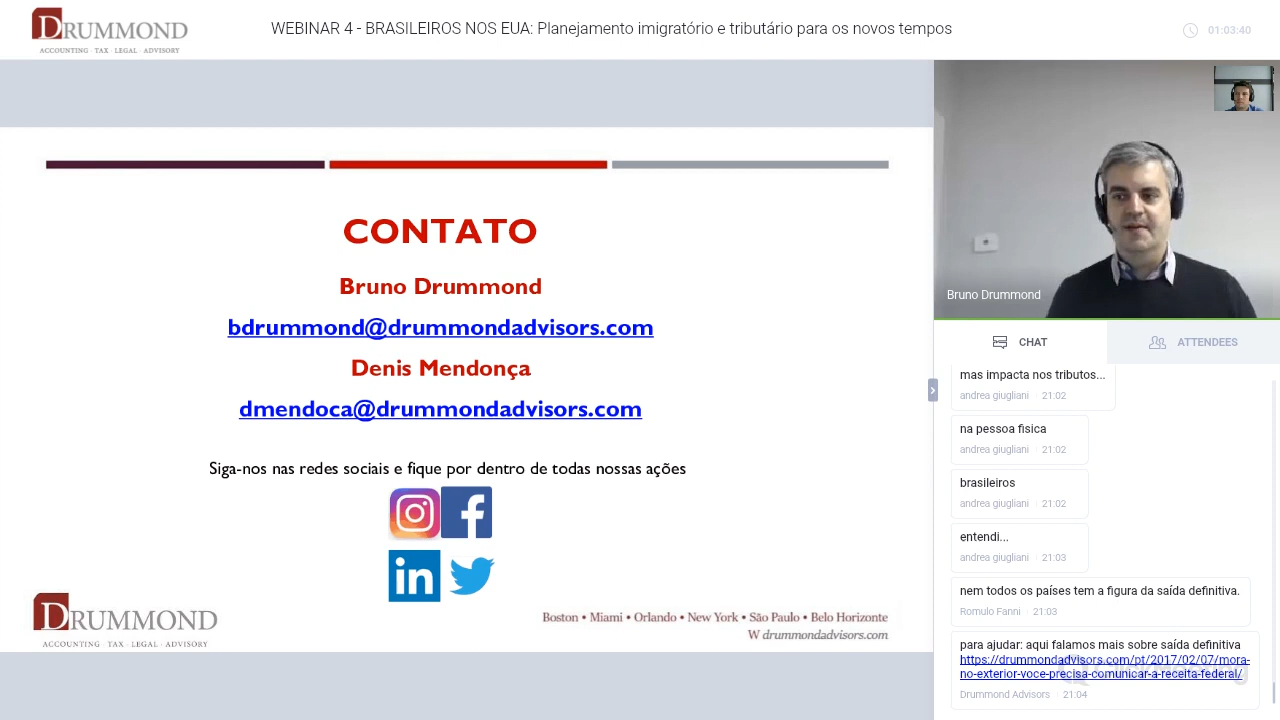 DRUMMOND
ACCOUNTING · TAX · LEGAL · ADVISORY
WEBINAR 4 - BRASILEIROS NOS EUA: Planejamento imigratório e tributário para os novos tempos
01:03:40
CONTATO
Bruno Drummond
bdrummond@drummondadvisors.com
Denis Mendonça
dmendoca@drummondadvisors.com
Siga-nos nas redes sociais e fique por dentro de todas nossas ações
in
DRUMMOND
ACCOUNTING · TAX · LEGAL · ADVISORY
Boston • Miami • Orlando • New York • São Paulo • Belo Horizonte
W drummondadvisors.com
Bruno Drummond
CHAT
ATTENDEES
mas impacta nos tributos...
andrea giugliani · 21:02
na pessoa fisica
andrea giugliani · 21:02
brasileiros
andrea giugliani · 21:02
entendi...
andrea giugliani · 21:03
nem todos os países tem a figura da saída definitiva.
Romulo Fanni · 21:03
para ajudar: aqui falamos mais sobre saída definitiva
https://drummondadvisors.com/pt/2017/02/07/mora-
no-exterior-voce-precisa-comunicar-a-receita-federal/
Drummond Advisors · 21:04